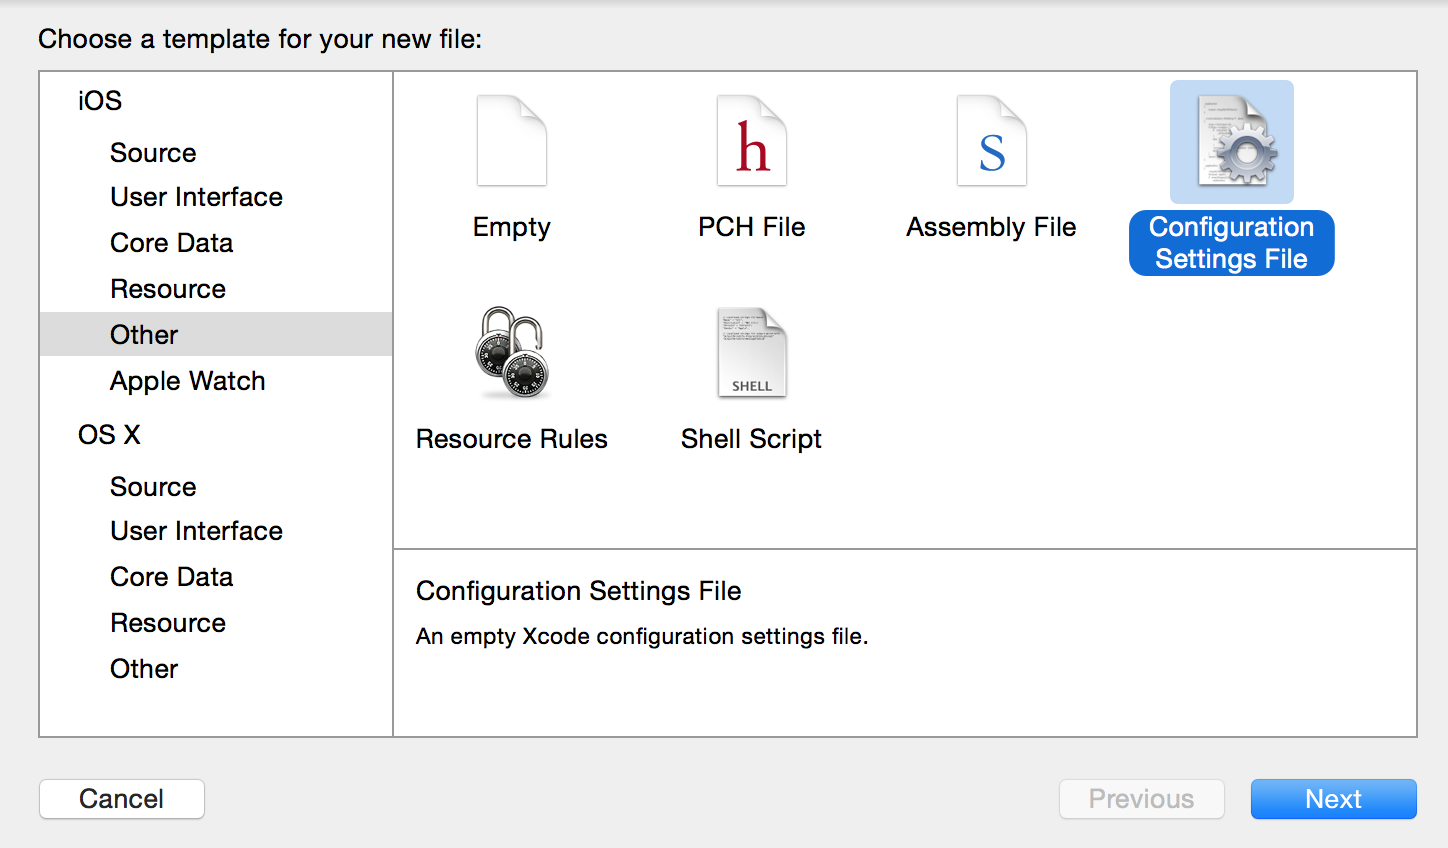 Choose a template for your new file:
iOS
Source
User Interface
Core Data
Resource
Other
Apple Watch
OS X
Source
User Interface
Core Data
Resource
Other
h
S
Empty
PCH File
Assembly File
Configuration
Settings File
SHELL
Resource Rules
Shell Script
Configuration Settings File
An empty Xcode configuration settings file.
Cancel
Previous
Next